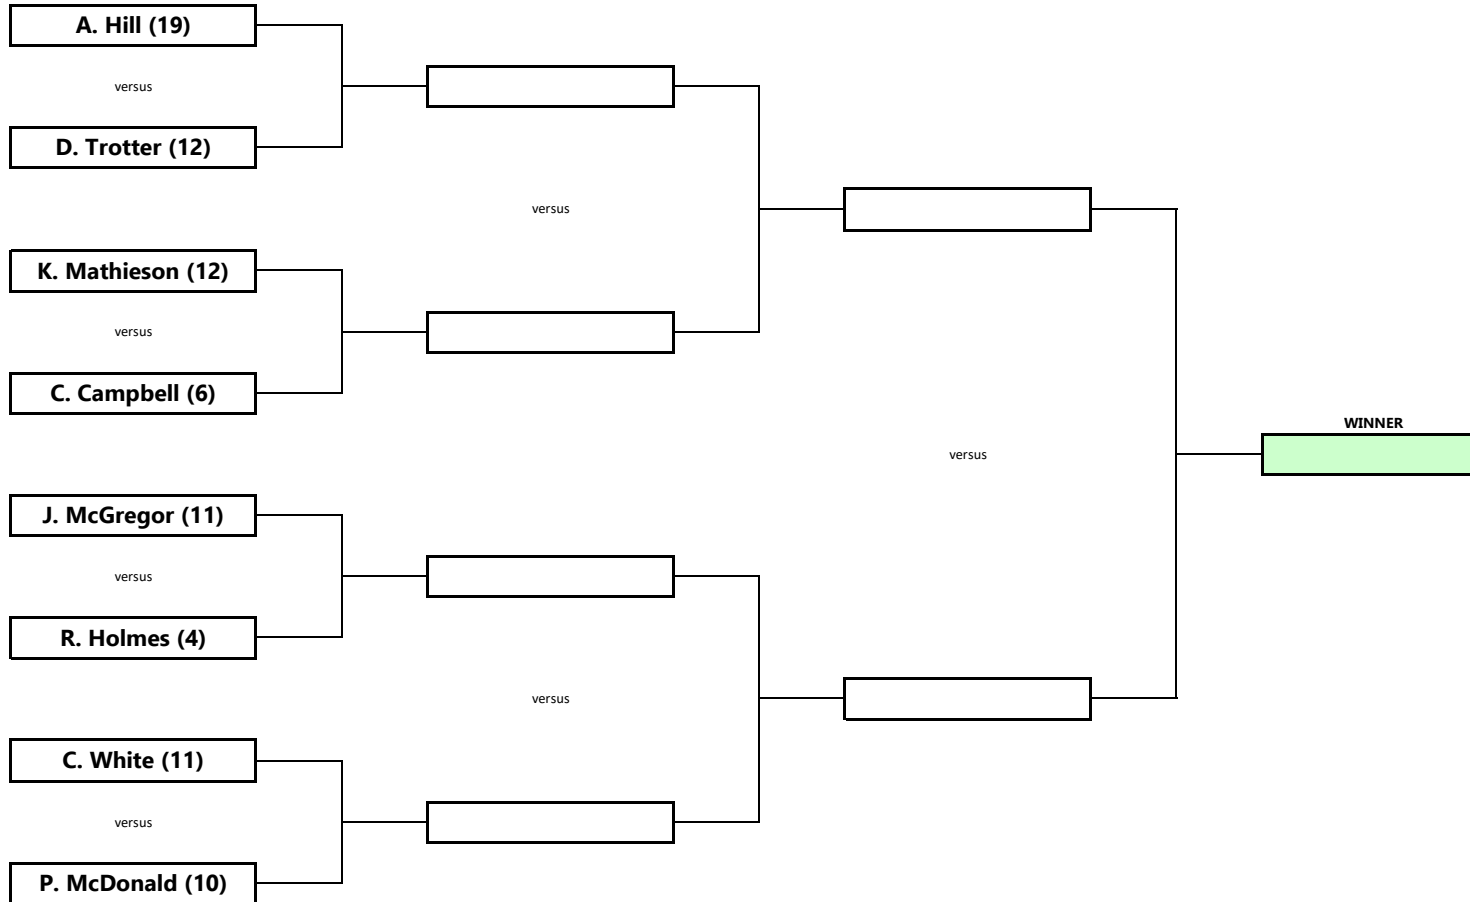 A. Hill (19)
versus
D. Trotter (12)
versus
K. Mathieson (12)
versus
C. Campbell (6)
WINNER
versus
J. McGregor (11)
versus
R. Holmes (4)
versus
C. White (11)
versus
P. McDonald (10)